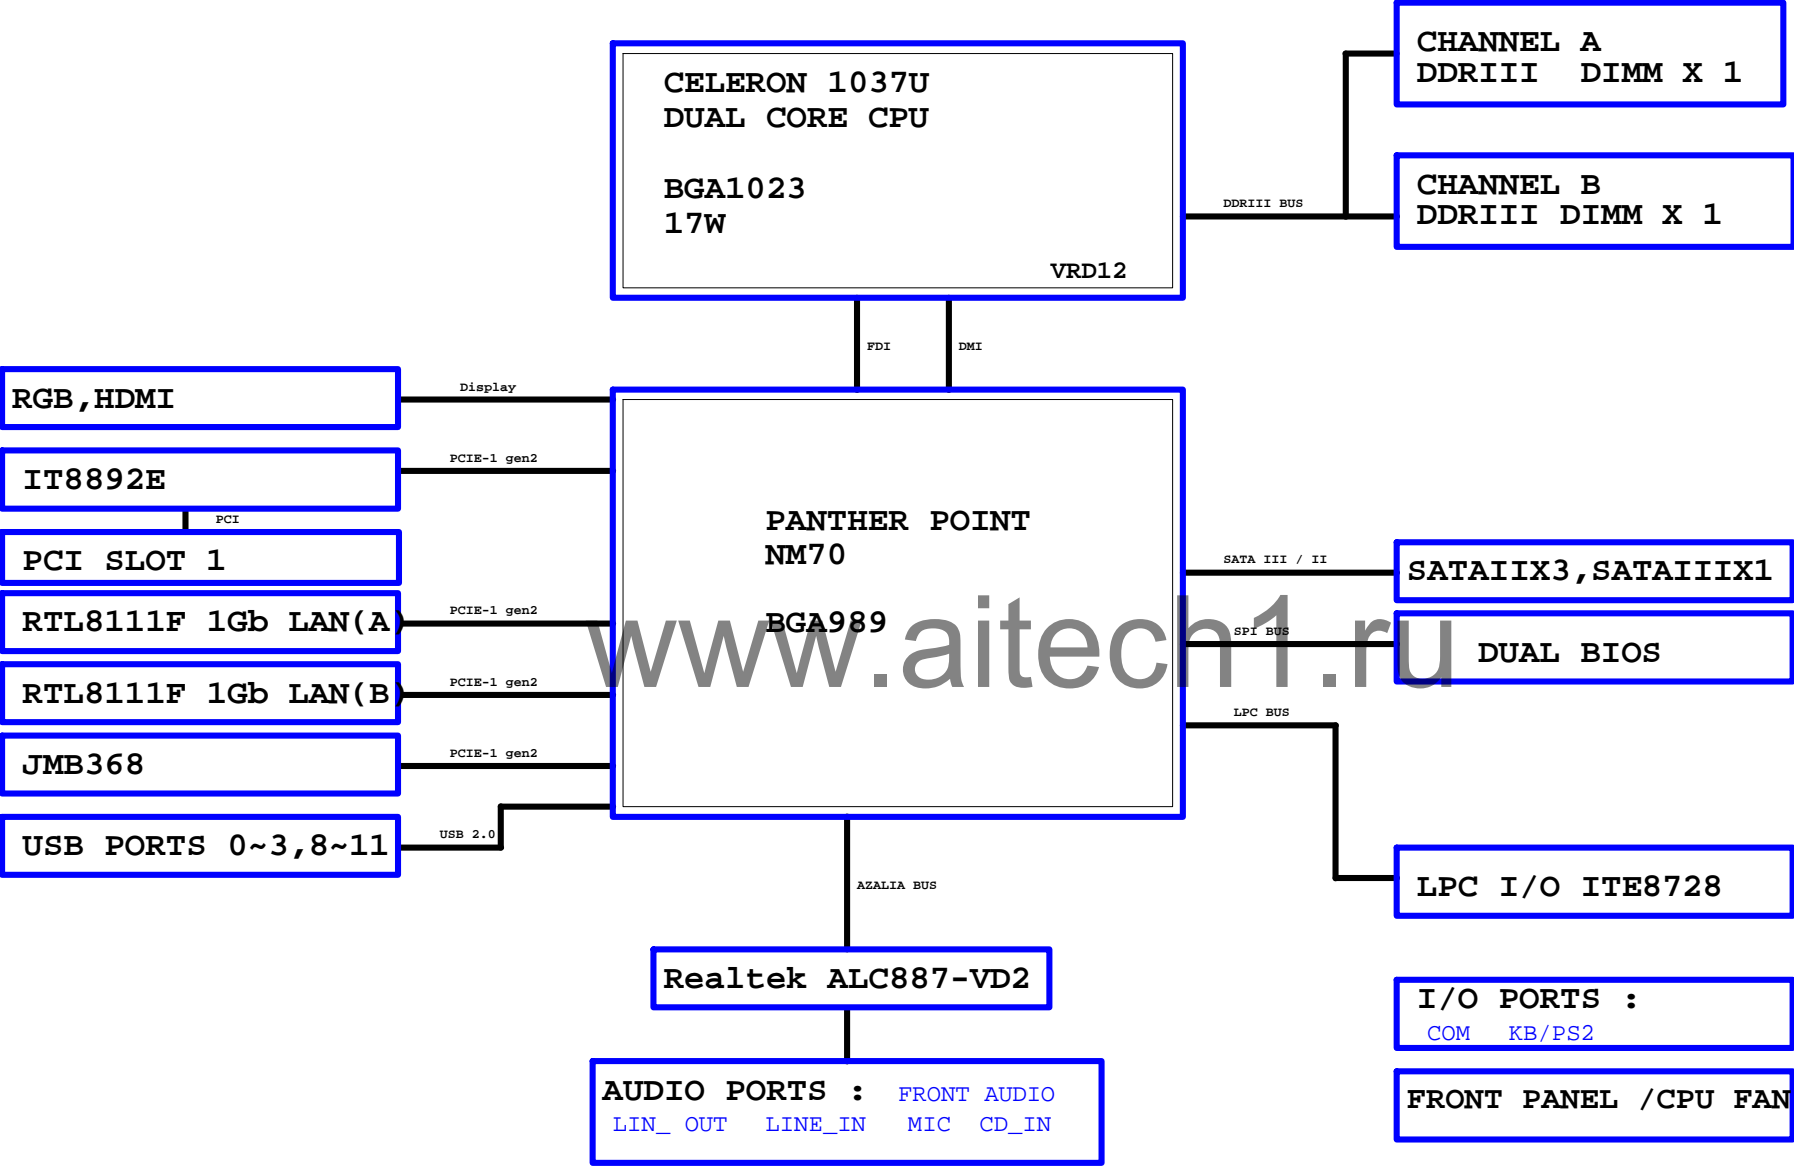 CELERON 1037U
DUAL CORE CPU
BGA1023
17W
VRD12
CHANNEL A
DDRIII DIMM X 1
CHANNEL B
DDRIII DIMM X 1
DDRIII BUS
FDI
DMI
RGB,HDMI
Display
IT8892E
PCIE-1 gen2
PCI
PCI SLOT 1
RTL8111F 1Gb LAN(A)
PCIE-1 gen2
RTL8111F 1Gb LAN(B)
PCIE-1 gen2
JMB368
PCIE-1 gen2
USB PORTS 0~3,8~11
USB 2.0
PANTHER POINT
NM70
BGA989
www.aitech1.ru
SATA III / II
SATAIIX3,SATAIIIX1
SPI BUS
DUAL BIOS
LPC BUS
LPC I/O ITE8728
AZALIA BUS
Realtek ALC887-VD2
AUDIO PORTS : FRONT AUDIO
LIN_ OUT LINE_IN MIC CD_IN
I/O PORTS :
COM KB/PS2
FRONT PANEL /CPU FAN